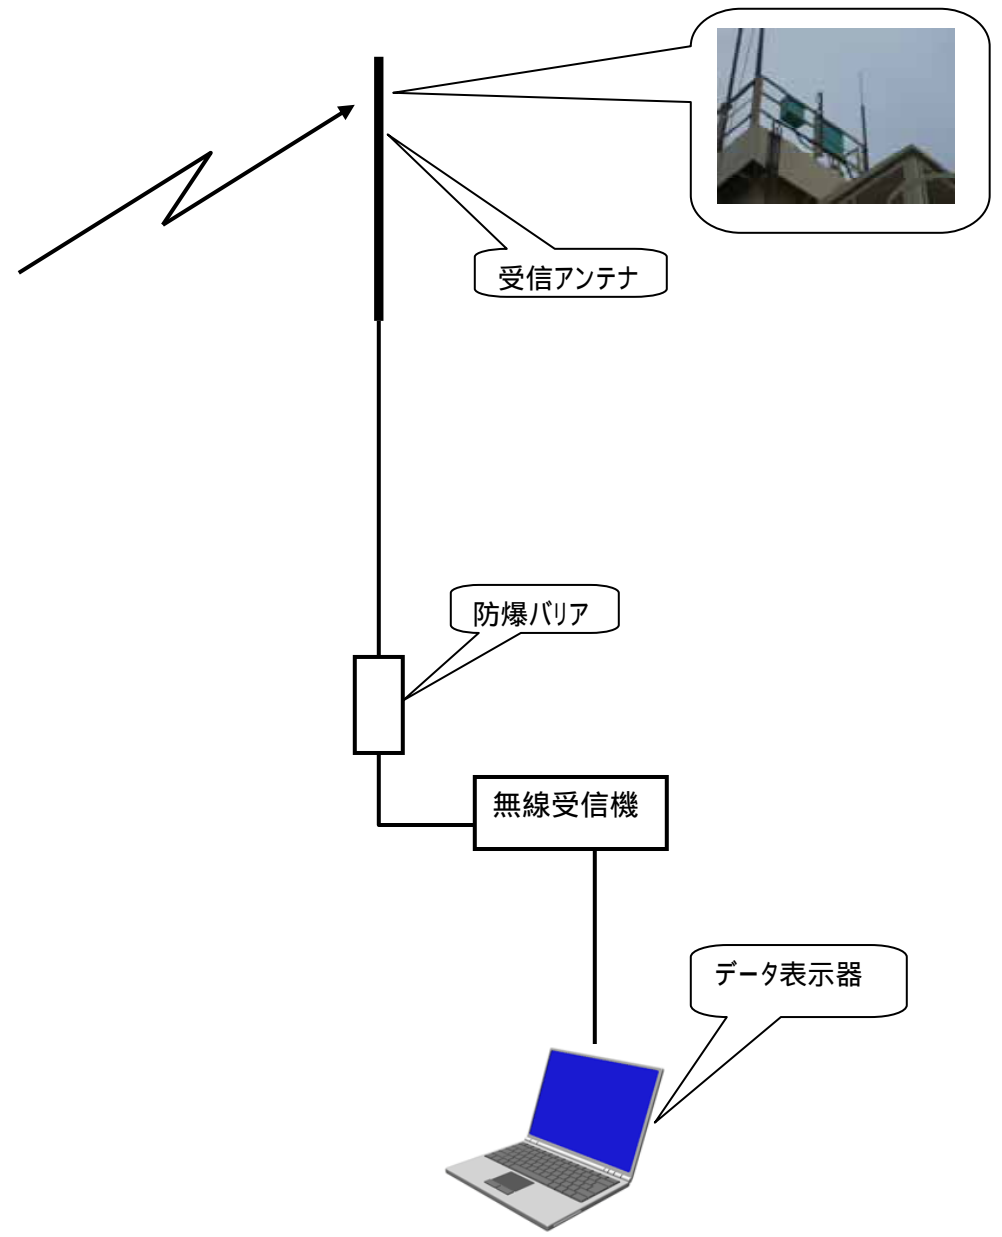 受信アンテナ
防爆バリア
無線受信機
データ表示器